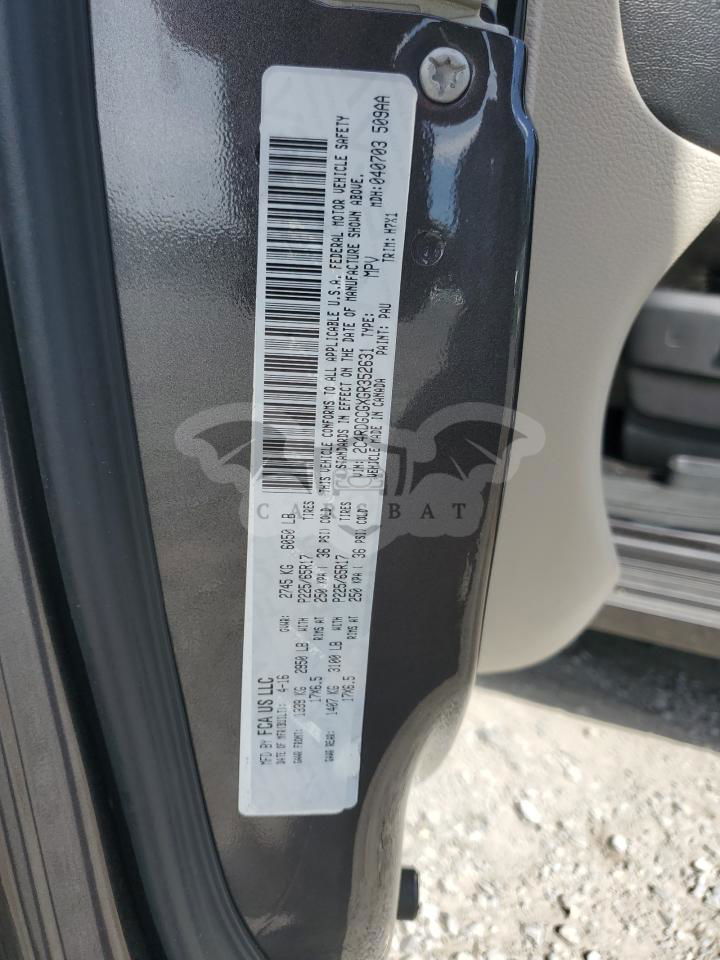 MFD BY FCA US LLC
DATE OF MFR(BUILT): 4-16 GVWR: 2745 KG 6050 LB
GAWR FRONT: 1339 KG 2950 LB WITH P225/65R17 TIRES
17X6.5 RIMS AT 250 KPA( 36 PSI) COLD
GAWR REAR: 1407 KG 3100 LB WITH P225/65R17 TIRES
17X6.5 RIMS AT 250 KPA( 36 PSI) COLD
THIS VEHICLE CONFORMS TO ALL APPLICABLE U.S.A. FEDERAL MOTOR VEHICLE SAFETY
STANDARDS IN EFFECT ON THE DATE OF MANUFACTURE SHOWN ABOVE.
VIN: 2C4RDGCGXGR352631 TYPE: MPV MDH:040703 509AA
VEHICLE MADE IN CANADA PAINT: PAU TRIM: H7X1
CARSBAT